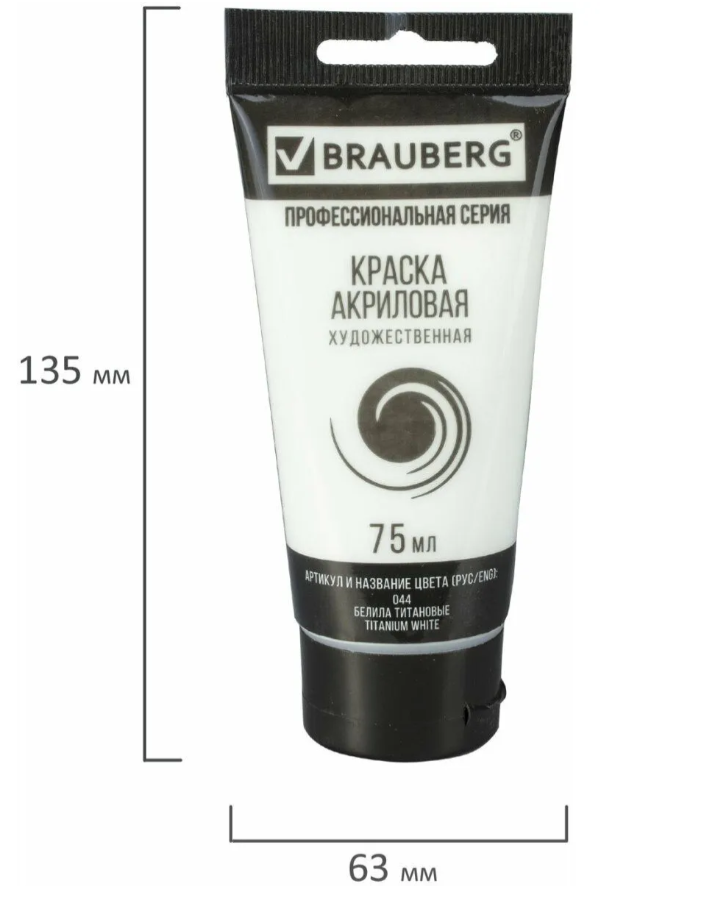 BRAUBERG®
ПРОФЕССИОНАЛЬНАЯ СЕРИЯ
КРАСКА
АКРИЛОВАЯ
ХУДОЖЕСТВЕННАЯ
135 мм
75 мл
АРТИКУЛ И НАЗВАНИЕ ЦВЕТА (РУС/ENG):
044
БЕЛИЛА ТИТАНОВЫЕ
TITANIUM WHITE
63 мм